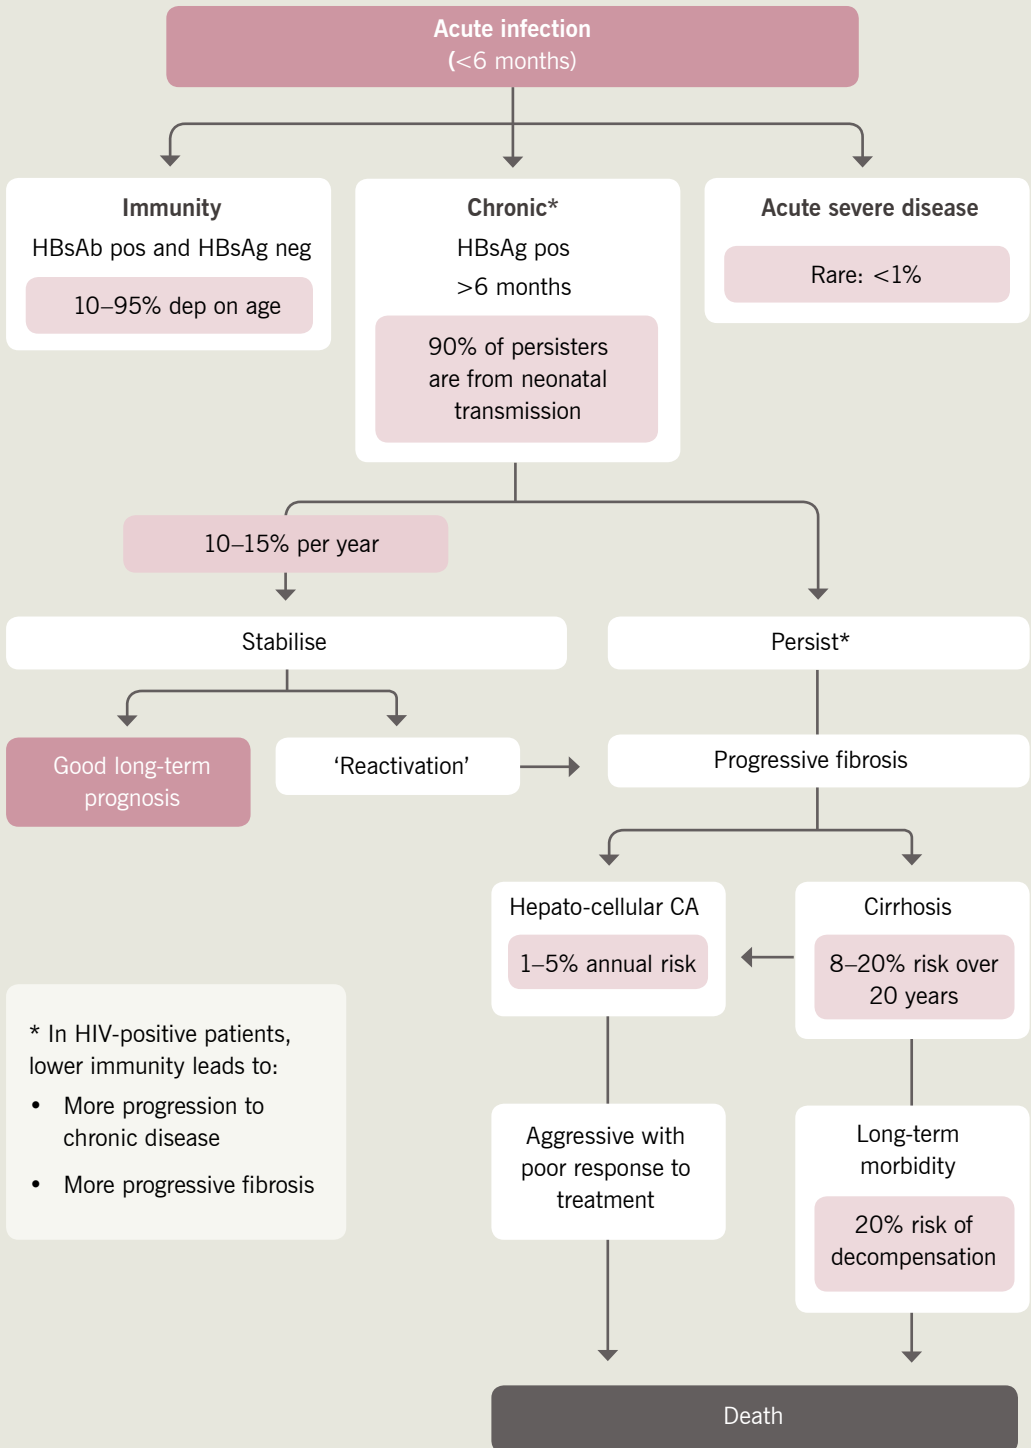 Acute infection
(<6 months)
Immunity
HBsAb pos and HBsAg neg
10–95% dep on age
Chronic*
HBsAg pos
>6 months
90% of persisters
are from neonatal
transmission
Acute severe disease
Rare: <1%
10–15% per year
Stabilise
Persist*
Good long-term
prognosis
‘Reactivation’
Progressive fibrosis
Hepato-cellular CA
1–5% annual risk
Cirrhosis
8–20% risk over
20 years
* In HIV-positive patients,
lower immunity leads to:
• More progression to
chronic disease
• More progressive fibrosis
Aggressive with
poor response to
treatment
Long-term
morbidity
20% risk of
decompensation
Death